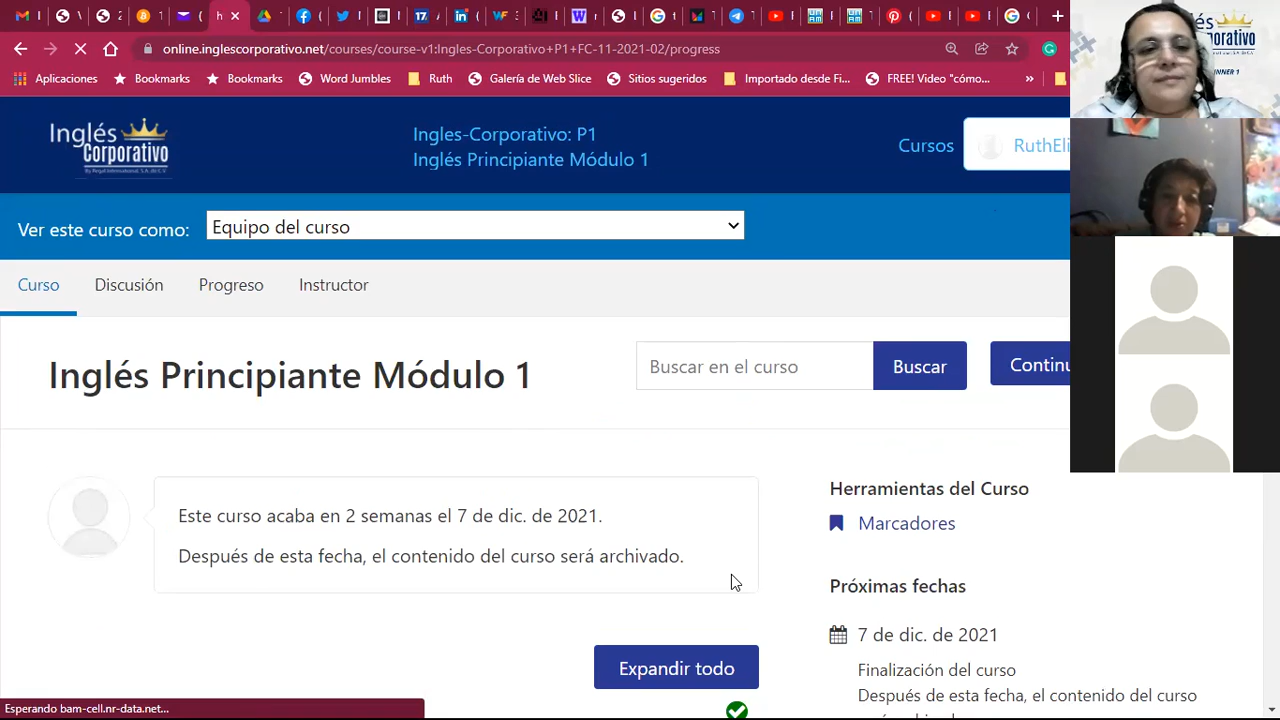 17
online.inglescorporativo.net/courses/course-v1:Ingles-Corporativo+P1+FC-11-2021-02/progress
Aplicaciones
Bookmarks
Bookmarks
Word Jumbles
Ruth
Galería de Web Slice
Sitios sugeridos
Importado desde Fi...
FREE! Video "cómo...
»
Inglés
Corporativo
By Regal International, S.A. de C.V.
Ingles-Corporativo: P1
Inglés Principiante Módulo 1
Cursos
RuthEli
Ver este curso como:
Equipo del curso
Curso
Discusión
Progreso
Instructor
Inglés Principiante Módulo 1
Buscar en el curso
Buscar
Continu
Este curso acaba en 2 semanas el 7 de dic. de 2021.
Después de esta fecha, el contenido del curso será archivado.
Herramientas del Curso
Marcadores
Próximas fechas
7 de dic. de 2021
Finalización del curso
Después de esta fecha, el contenido del curso
Expandir todo
Esperando bam-cell.nr-data.net...